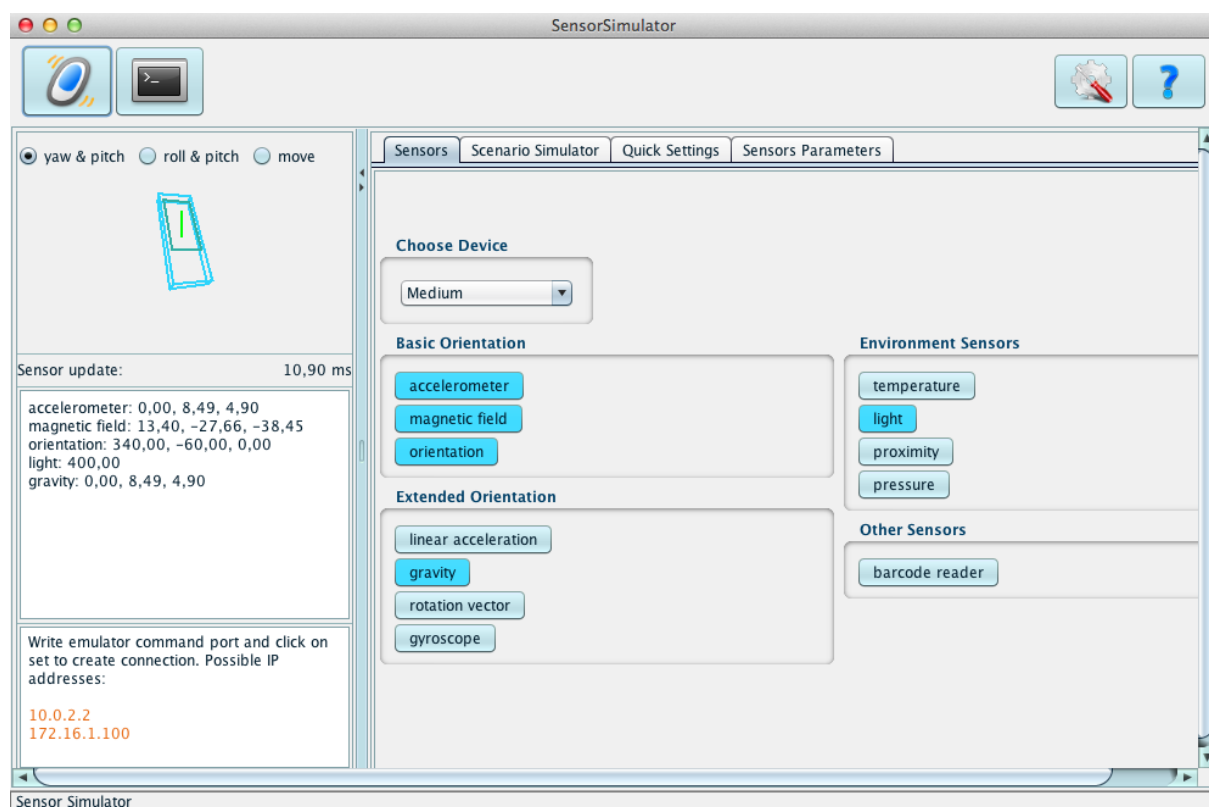 SensorSimulator
>_
?
yaw & pitch roll & pitch move
Sensor update: 10,90 ms
accelerometer: 0,00, 8,49, 4,90
magnetic field: 13,40, -27,66, -38,45
orientation: 340,00, -60,00, 0,00
light: 400,00
gravity: 0,00, 8,49, 4,90
Write emulator command port and click on
set to create connection. Possible IP
addresses:
10.0.2.2
172.16.1.100
Sensors Scenario Simulator Quick Settings Sensors Parameters
Choose Device
Medium
Basic Orientation
accelerometer
magnetic field
orientation
Extended Orientation
linear acceleration
gravity
rotation vector
gyroscope
Environment Sensors
temperature
light
proximity
pressure
Other Sensors
barcode reader
Sensor Simulator